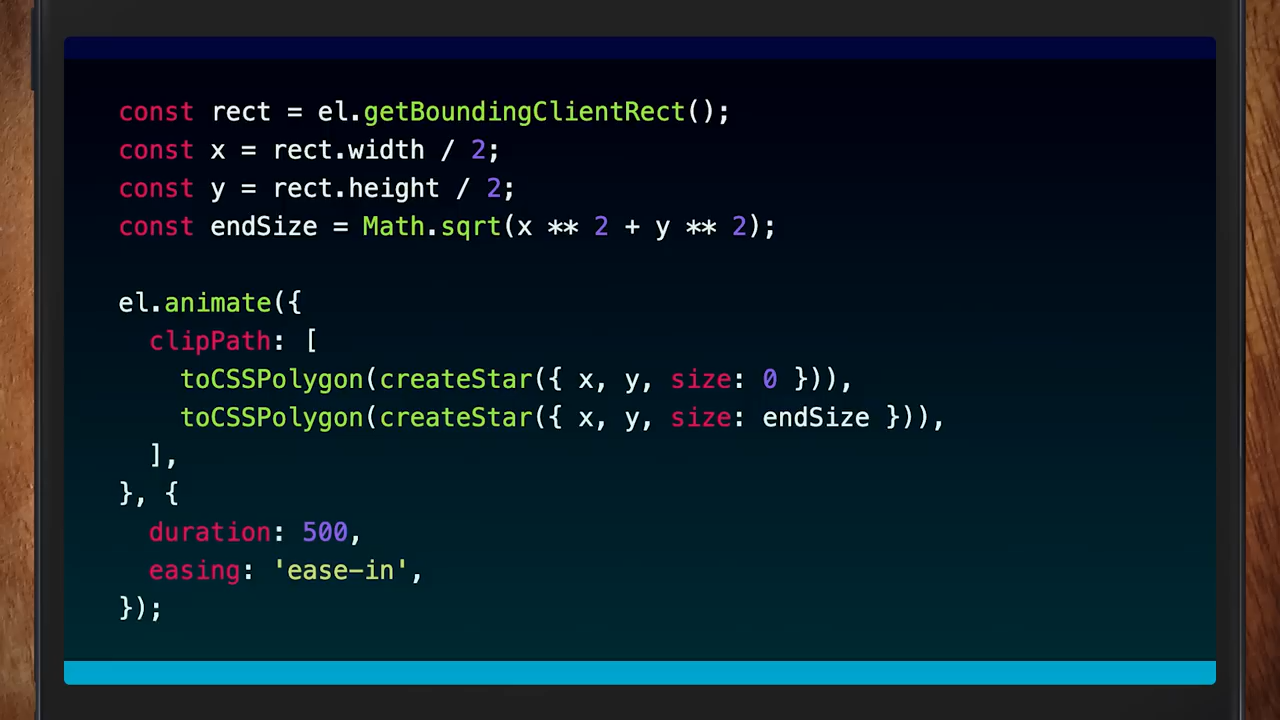 const rect = el.getBoundingClientRect();
const x = rect.width / 2;
const y = rect.height / 2;
const endSize = Math.sqrt(x ** 2 + y ** 2);

el.animate({
  clipPath: [
    toCSSPolygon(createStar({ x, y, size: 0 })),
    toCSSPolygon(createStar({ x, y, size: endSize })),
  ],
}, {
  duration: 500,
  easing: 'ease-in',
});